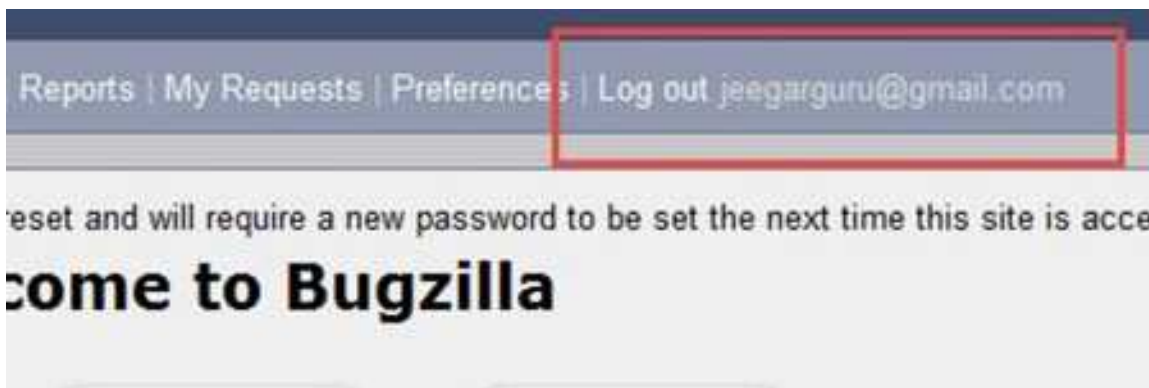 Reports | My Requests | Preferences | Log out jeegarguru@gmail.com
eset and will require a new password to be set the next time this site is acce
come to Bugzilla